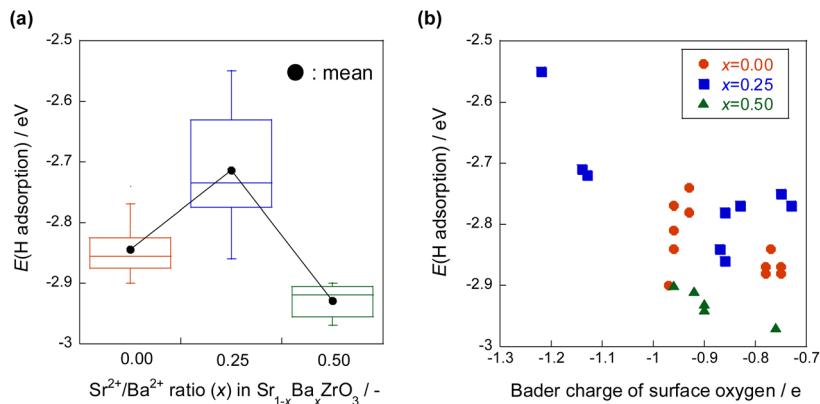 (a)
E(H adsorption) / eV
-2.5
-2.6
-2.7
-2.8
-2.9
-3
: mean
0.00 0.25 0.50
Sr²⁺/Ba²⁺ ratio (x) in Sr₁₋ₓBaₓZrO₃ / -
(b)
E(H adsorption) / eV
-2.5
-2.6
-2.7
-2.8
-2.9
-3
x=0.00
x=0.25
x=0.50
-1.3 -1.2 -1.1 -1 -0.9 -0.8 -0.7
Bader charge of surface oxygen / e